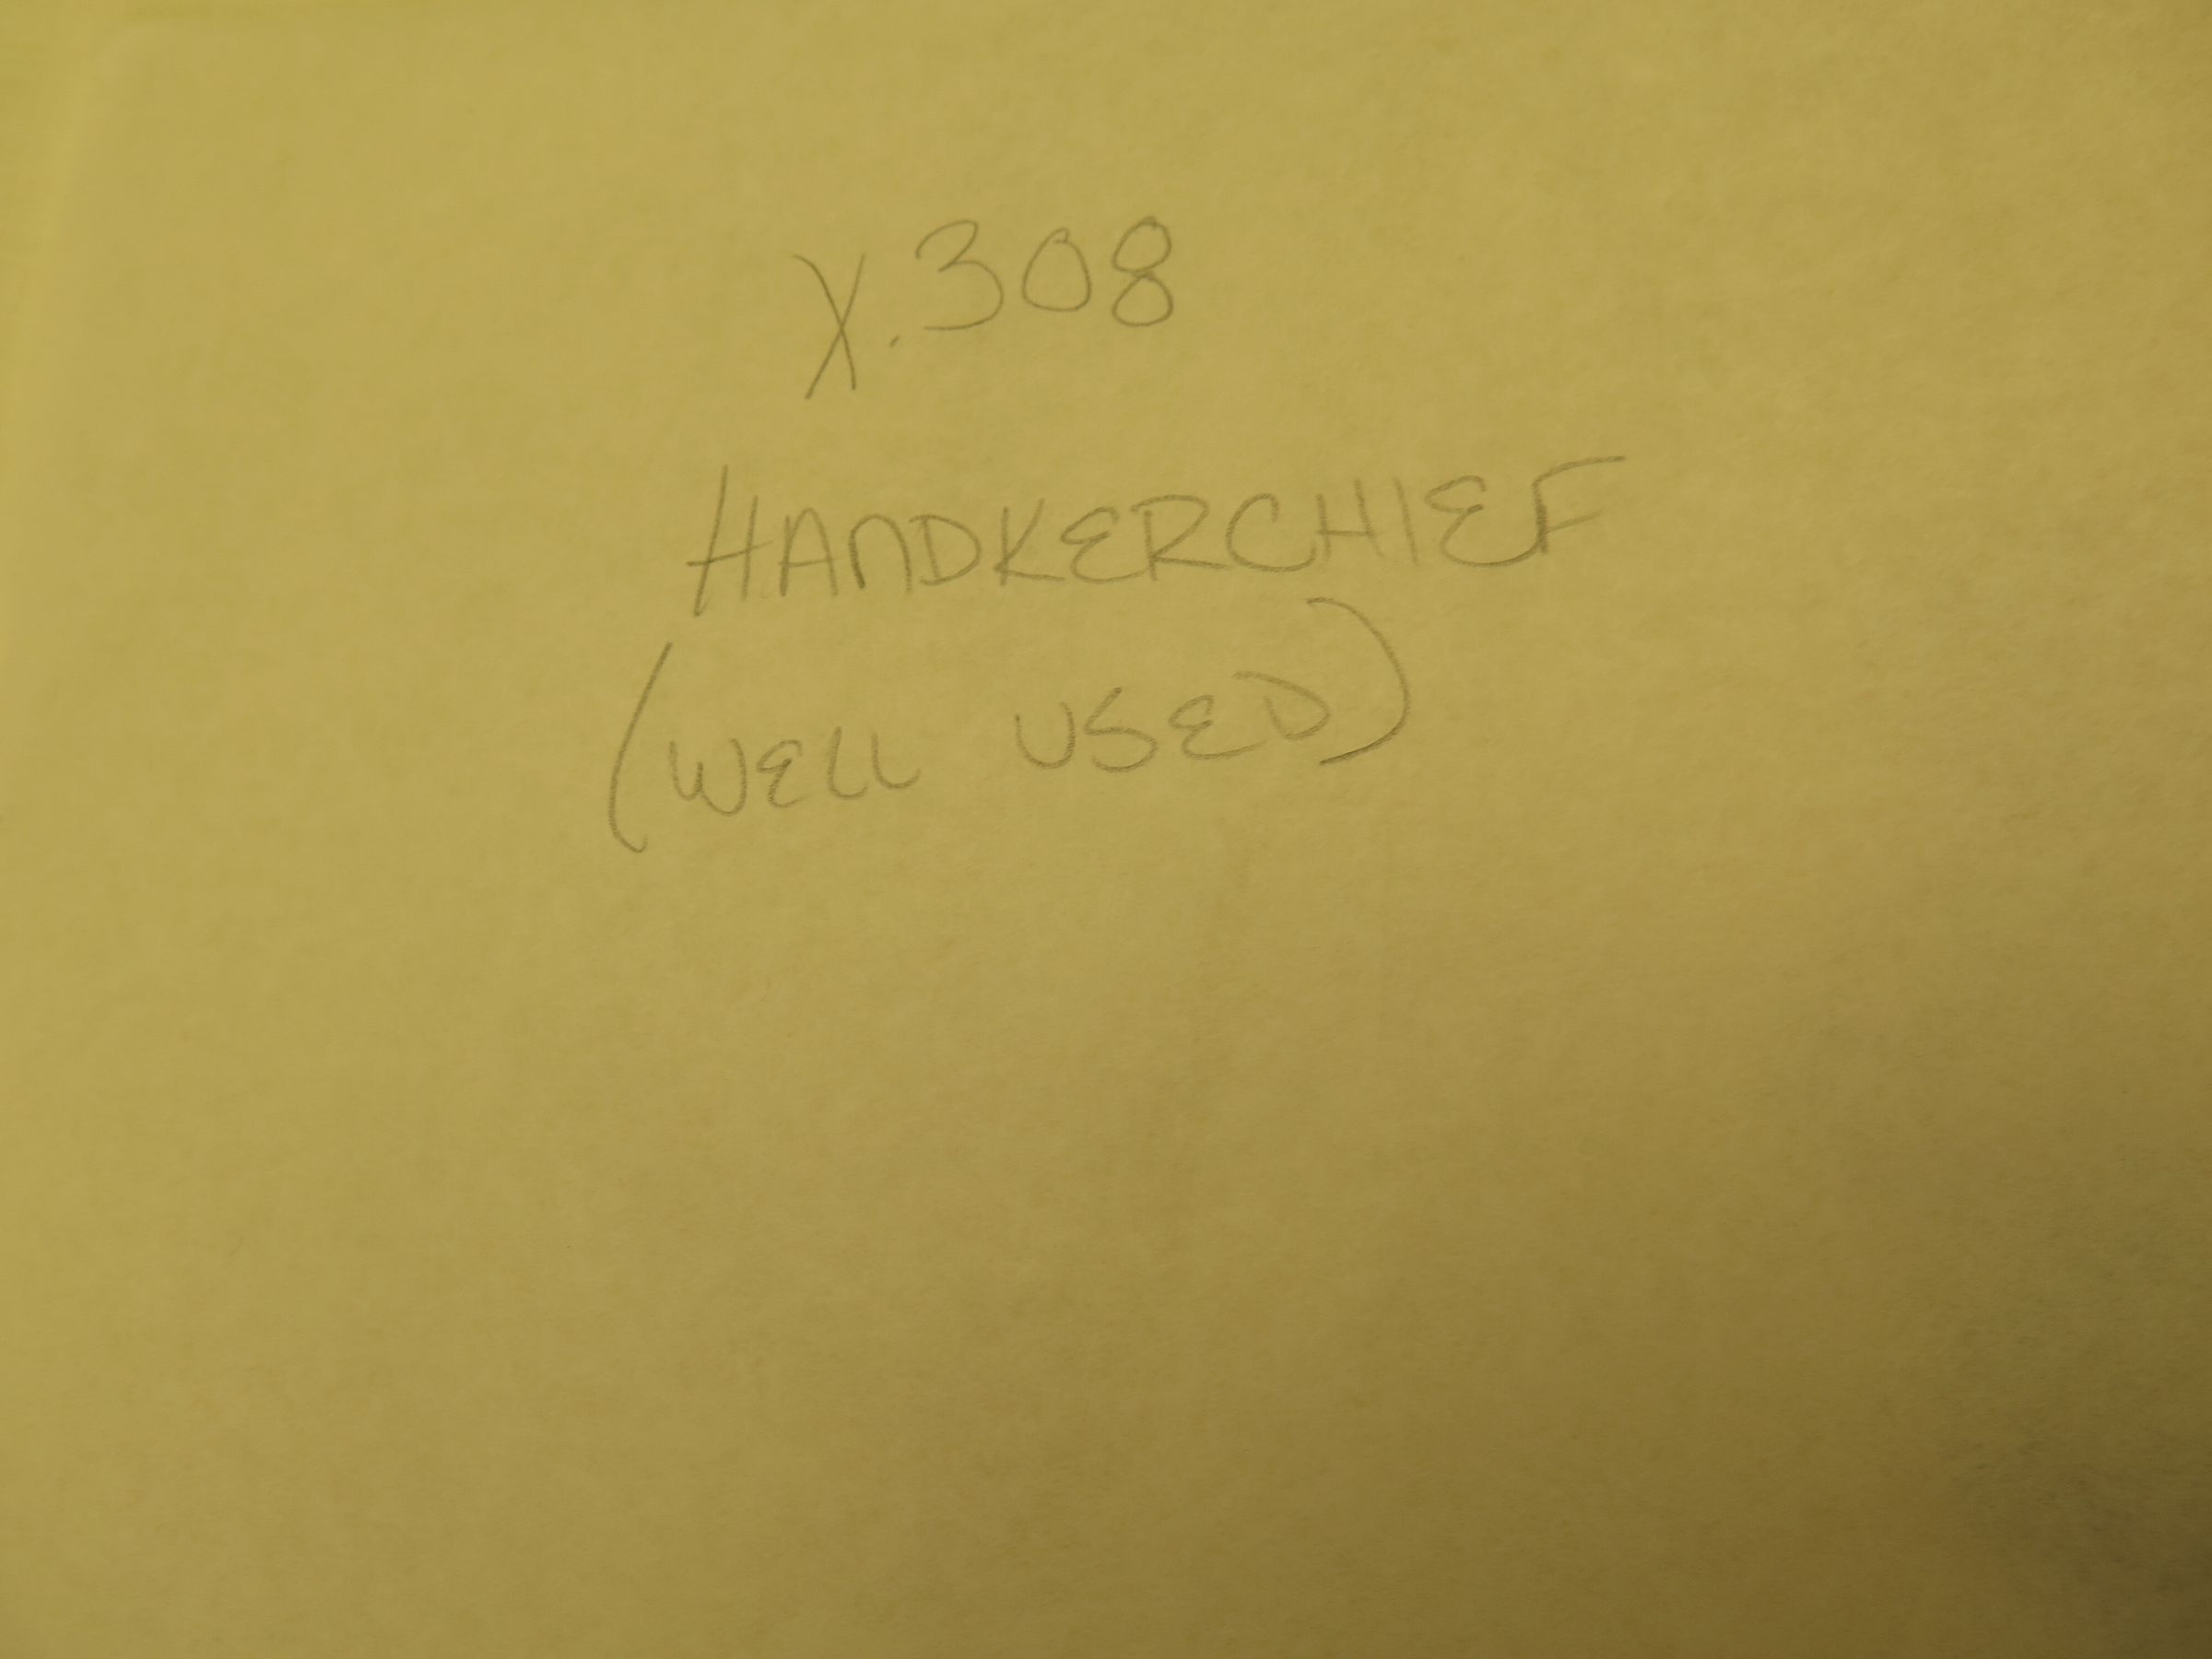 X.308
HANDKERCHIEF
(WELL USED)